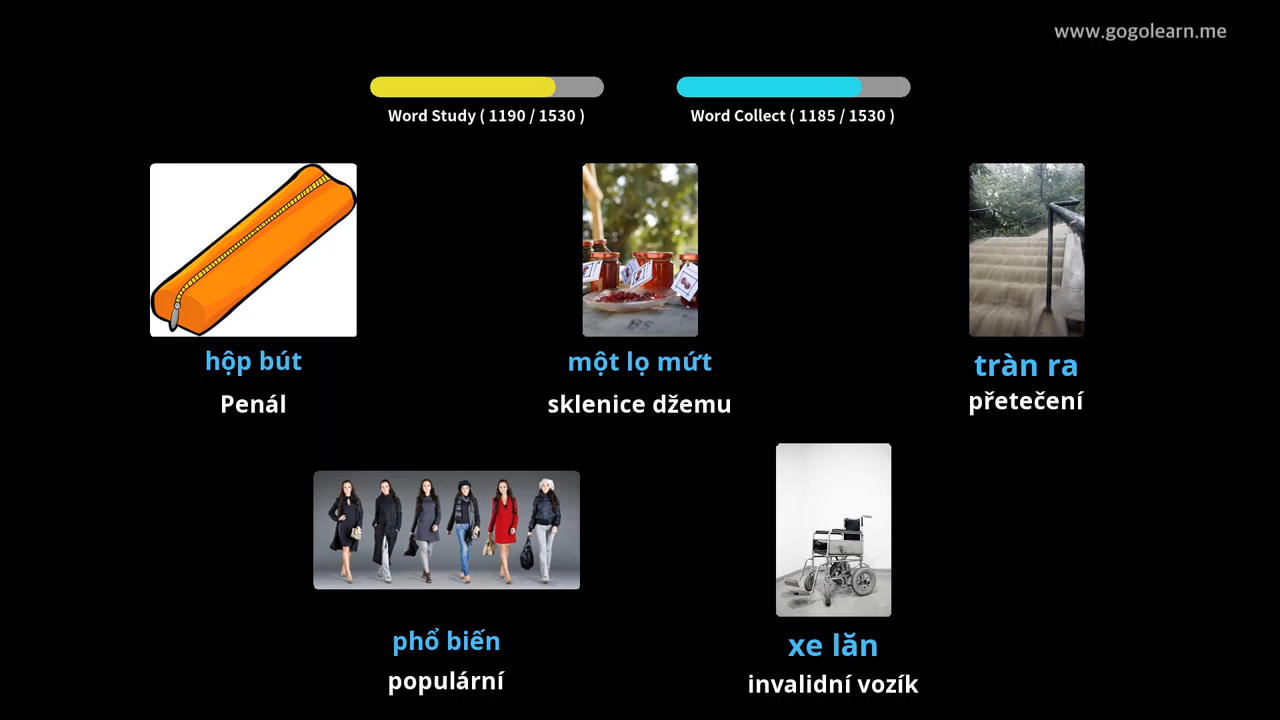 www.gogolearn.me
Word Study ( 1190 / 1530 )
Word Collect ( 1185 / 1530 )
hộp bút
Penál
một lọ mứt
sklenice džemu
tràn ra
přetečení
phổ biến
populární
xe lăn
invalidní vozík